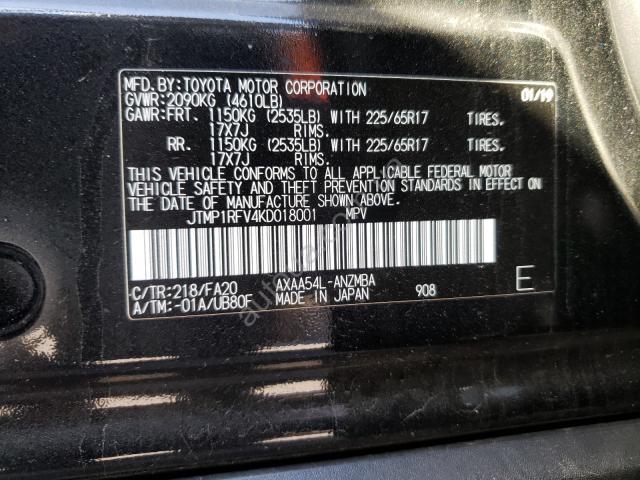 MFD.BY:TOYOTA MOTOR CORPORATION 01/19
GVWR:2090KG (4610LB)
GAWR:FRT. 1150KG (2535LB) WITH 225/65R17 TIRES.
17X7J RIMS.
RR. 1150KG (2535LB) WITH 225/65R17 TIRES.
17X7J RIMS.
THIS VEHICLE CONFORMS TO ALL APPLICABLE FEDERAL MOTOR
VEHICLE SAFETY AND THEFT PREVENTION STANDARDS IN EFFECT ON
THE DATE OF MANUFACTURE SHOWN ABOVE.
JTMP1RFV4KD018001 MPV
C/TR:218/FA20 AXAA54L-ANZMBA
A/TM:-01A/UB80F MADE IN JAPAN 908 E